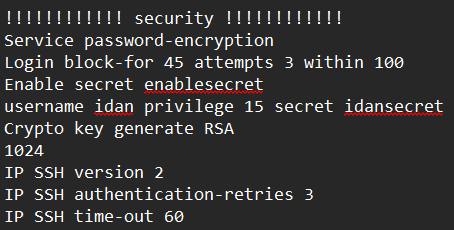 !!!!!!!!!!!! security !!!!!!!!!!!!
Service password-encryption
Login block-for 45 attempts 3 within 100
Enable secret enablesecret
username idan privilege 15 secret idansecret
Crypto key generate RSA
1024
IP SSH version 2
IP SSH authentication-retries 3
IP SSH time-out 60